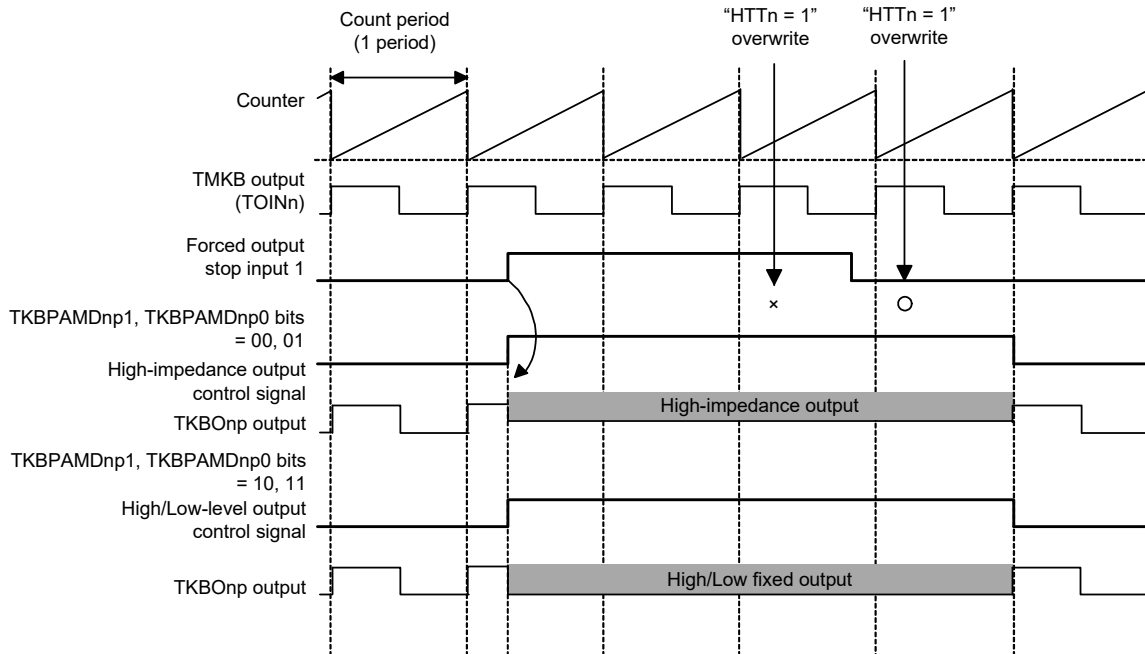 Count period
(1 period)
“HTTn = 1”
overwrite
“HTTn = 1”
overwrite
Counter
TMKB output
(TOINn)
Forced output
stop input 1
×
TKBPAMDnp1, TKBPAMDnp0 bits
= 00, 01
High-impedance output
control signal
High-impedance output
TKBOnp output
TKBPAMDnp1, TKBPAMDnp0 bits
= 10, 11
High/Low-level output
control signal
High/Low fixed output
TKBOnp output